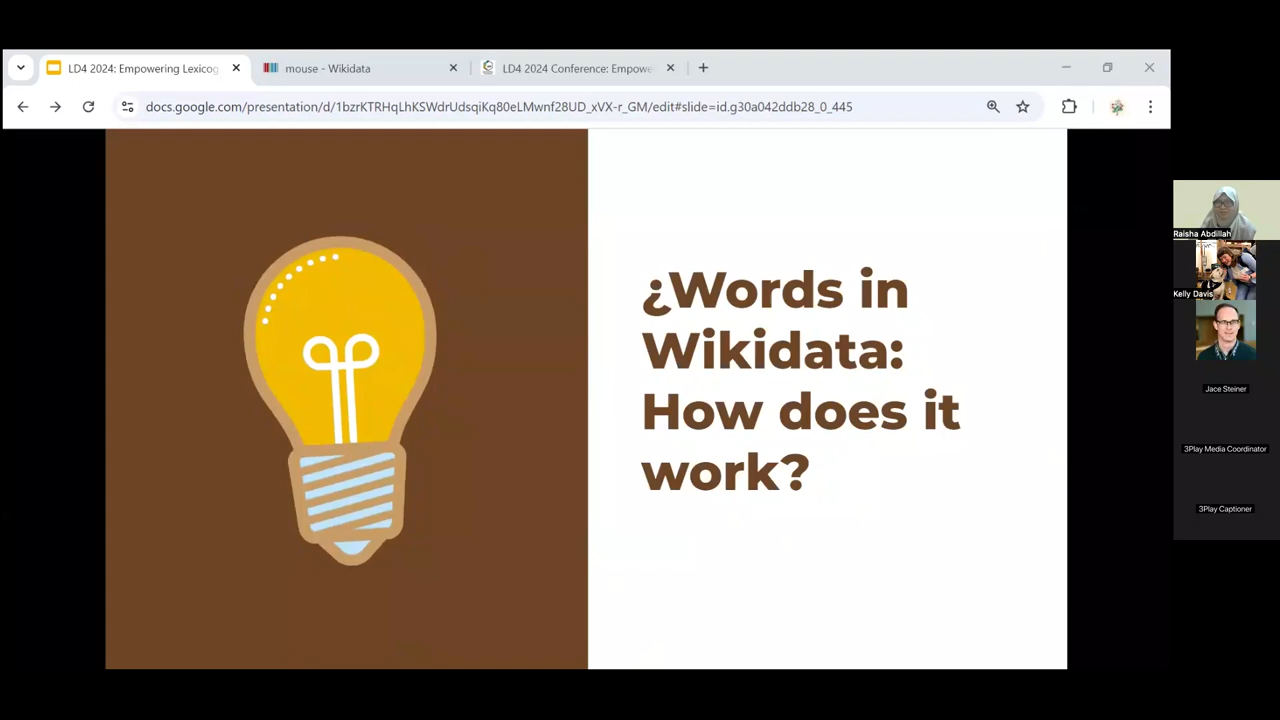 LD4 2024: Empowering Lexicog
mouse - Wikidata
LD4 2024 Conference: Empowe
docs.google.com/presentation/d/1bzrKTRHqLhKSWdrUdsqiKq80eLMwnf28UD_xVX-r_GM/edit#slide=id.g30a042ddb28_0_445
¿Words in
Wikidata:
How does it
work?
Raisha Abdillah
Kelly Davis
Jace Steiner
3Play Media Coordinator
3Play Captioner